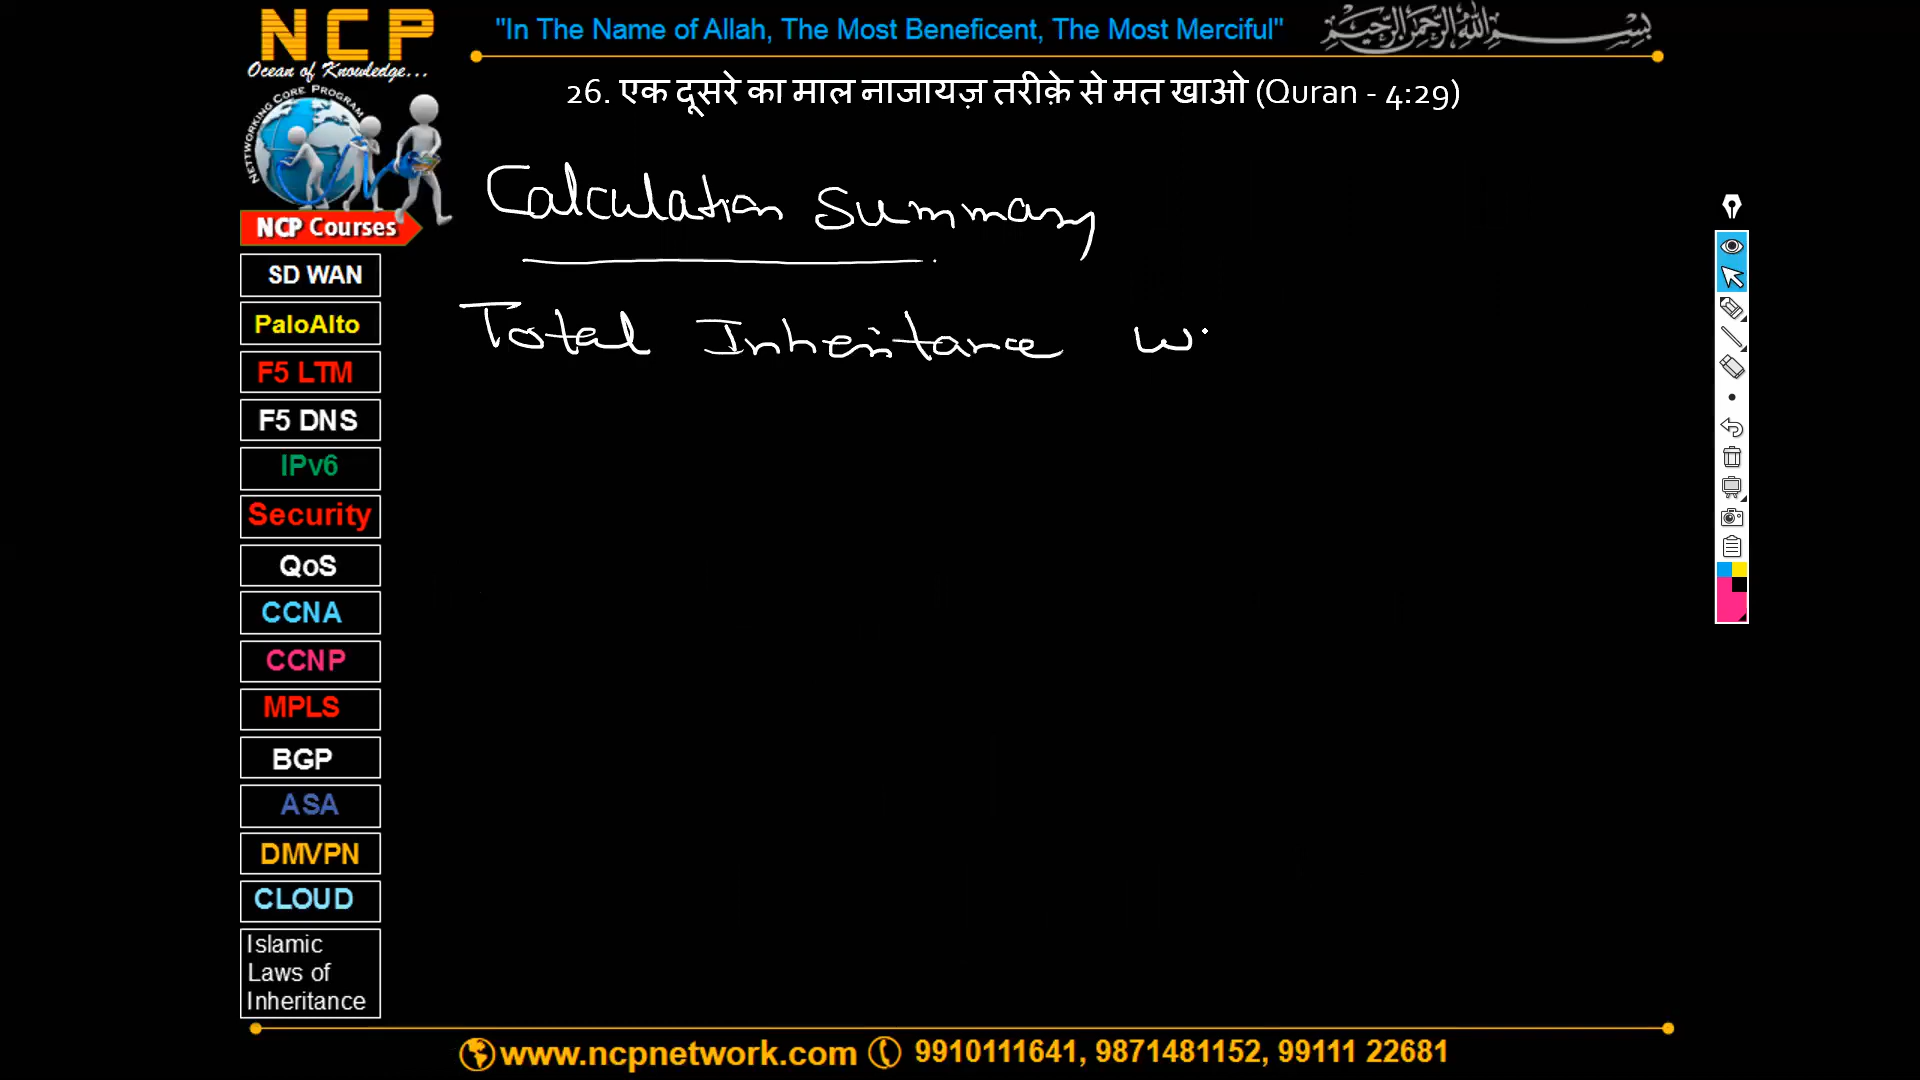 NCP
Ocean of Knowledge...
NETTWORKING CORE PROGRAM
NCP Courses
SD WAN
PaloAlto
F5 LTM
F5 DNS
IPv6
Security
QoS
CCNA
CCNP
MPLS
BGP
ASA
DMVPN
CLOUD
Islamic
Laws of
Inheritance
"In The Name of Allah, The Most Beneficent, The Most Merciful"
بسم الله الرحمن الرحيم
26. एक दूसरे का माल नाजायज़ तरीक़े से मत खाओ (Quran - 4:29)
Calculation Summary
Total Inheritance w
www.ncpnetwork.com 9910111641, 9871481152, 99111 22681